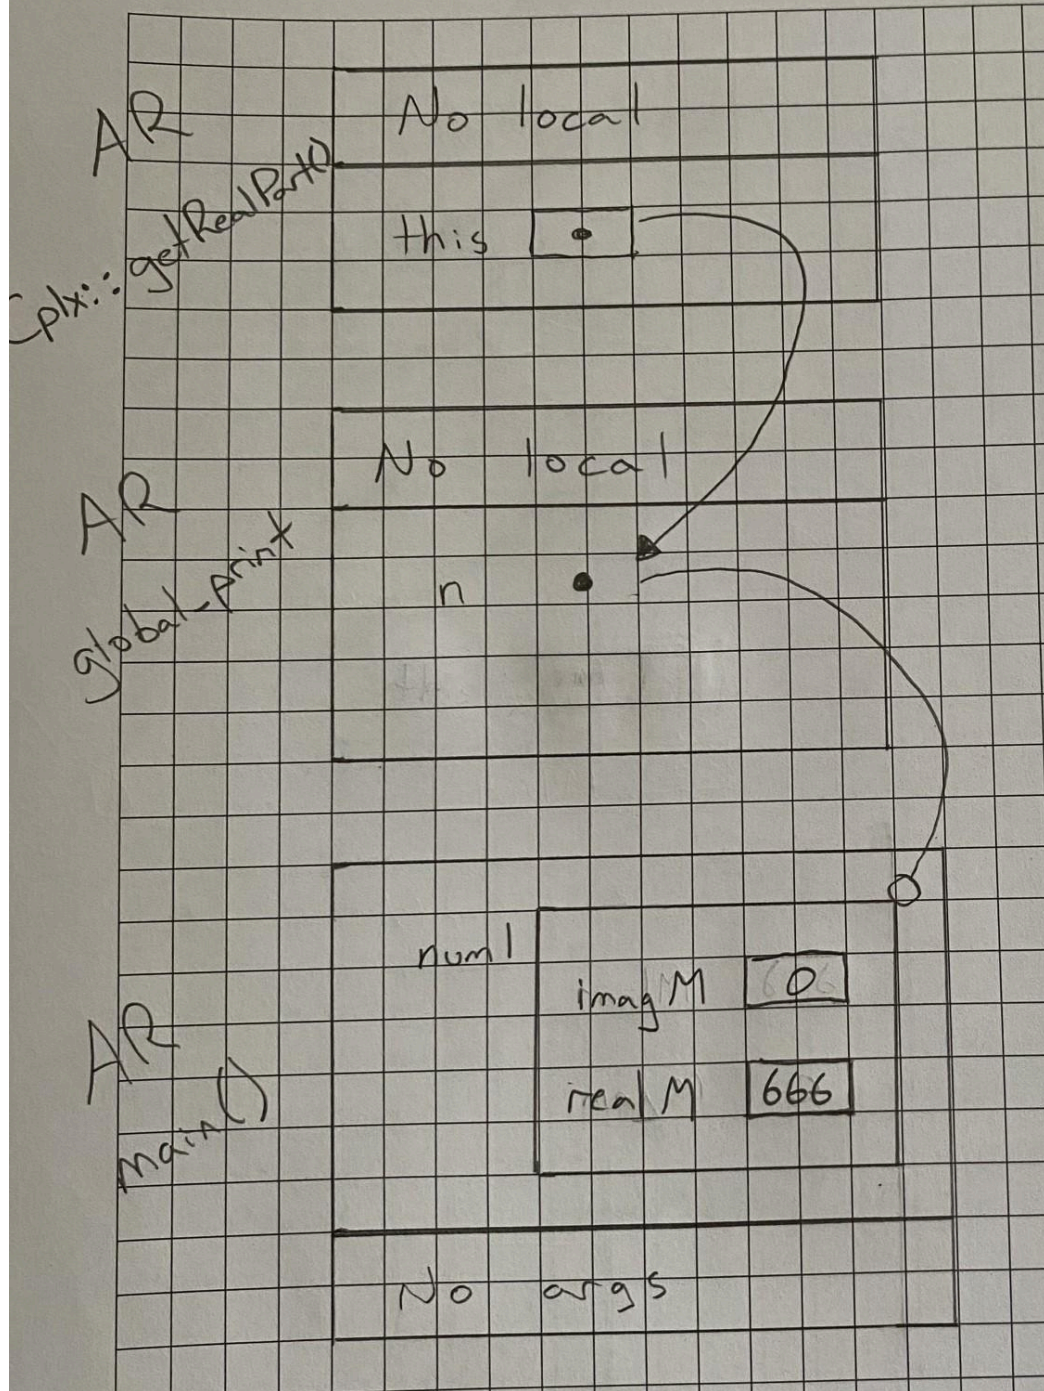 AR
No local
Cplx::getRealPart()
this
AR
No local
global_print
n
num1
imagM 0
AR
realM 666
main()
No args